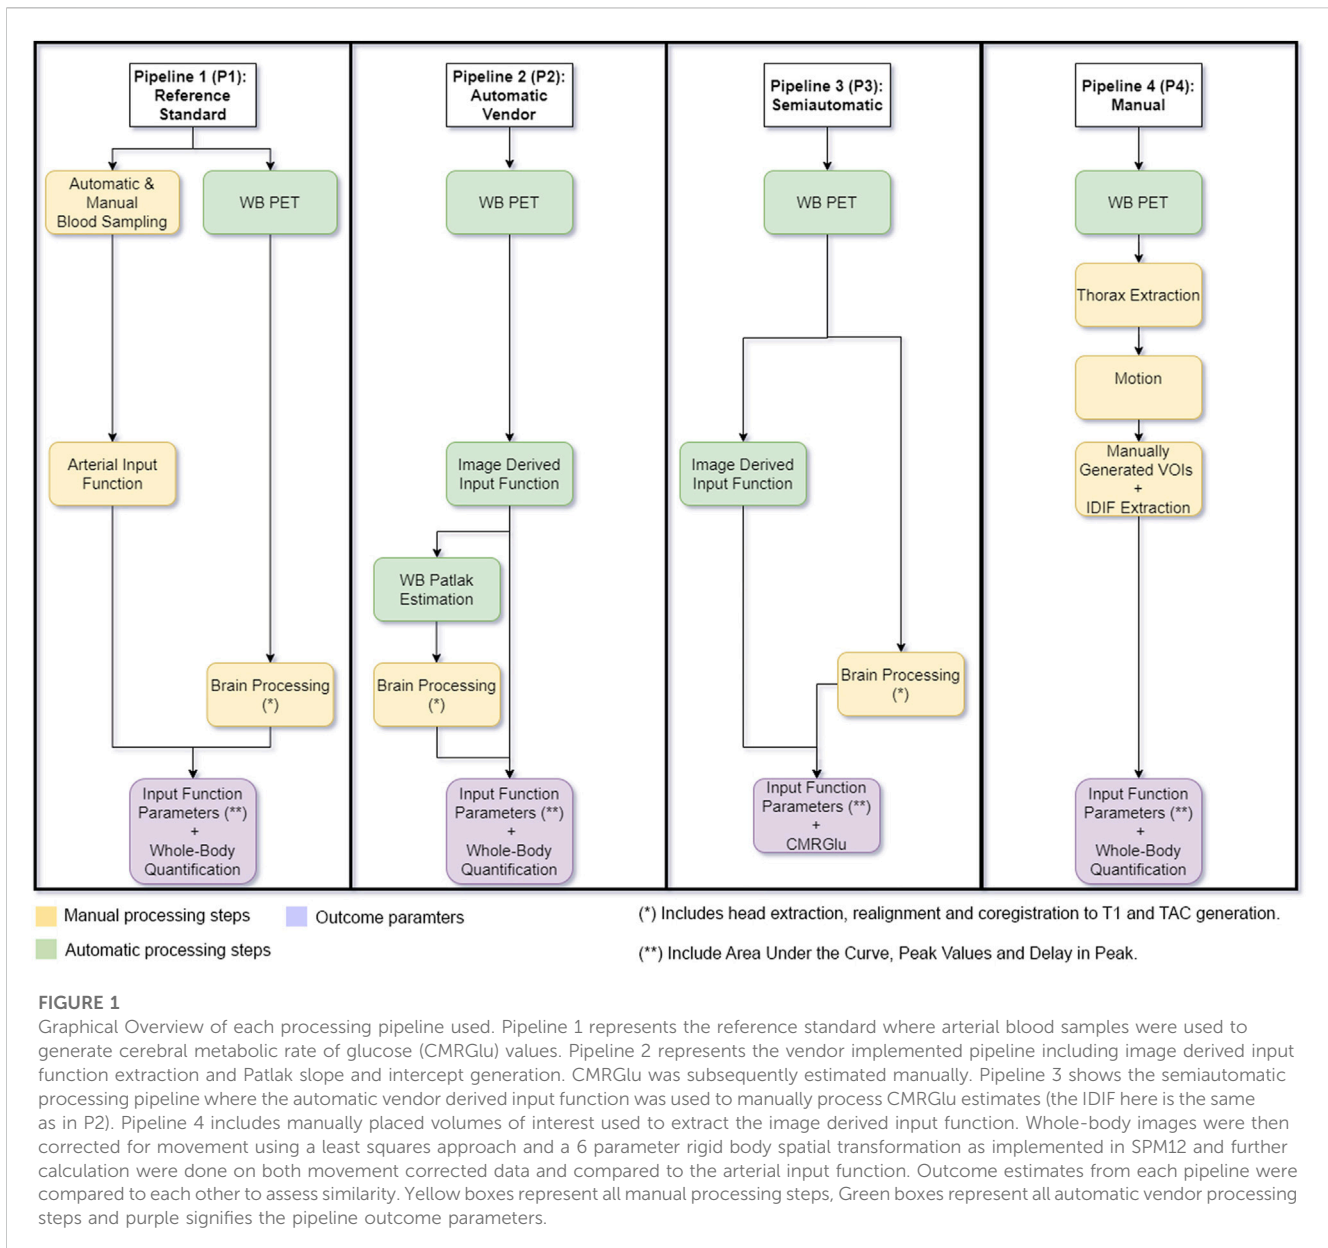 Pipeline 1 (P1):
Reference
Standard
Automatic &
Manual
Blood Sampling
WB PET
Arterial Input
Function
Brain Processing
(*)
Input Function
Parameters (**)
+
Whole-Body
Quantification
Pipeline 2 (P2):
Automatic
Vendor
WB PET
Image Derived
Input Function
WB Patlak
Estimation
Brain Processing
(*)
Input Function
Parameters (**)
+
Whole-Body
Quantification
Pipeline 3 (P3):
Semiautomatic
WB PET
Image Derived
Input Function
Brain Processing
(*)
Input Function
Parameters (**)
+
CMRGlu
Pipeline 4 (P4):
Manual
WB PET
Thorax Extraction
Motion
Manually
Generated VOIs
+
IDIF Extraction
Input Function
Parameters (**)
+
Whole-Body
Quantification
Manual processing steps
Outcome paramters
Automatic processing steps
(*) Includes head extraction, realignment and coregistration to T1 and TAC generation.
(**) Include Area Under the Curve, Peak Values and Delay in Peak.
FIGURE 1
Graphical Overview of each processing pipeline used. Pipeline 1 represents the reference standard where arterial blood samples were used to
generate cerebral metabolic rate of glucose (CMRGlu) values. Pipeline 2 represents the vendor implemented pipeline including image derived input
function extraction and Patlak slope and intercept generation. CMRGlu was subsequently estimated manually. Pipeline 3 shows the semiautomatic
processing pipeline where the automatic vendor derived input function was used to manually process CMRGlu estimates (the IDIF here is the same
as in P2). Pipeline 4 includes manually placed volumes of interest used to extract the image derived input function. Whole-body images were then
corrected for movement using a least squares approach and a 6 parameter rigid body spatial transformation as implemented in SPM12 and further
calculation were done on both movement corrected data and compared to the arterial input function. Outcome estimates from each pipeline were
compared to each other to assess similarity. Yellow boxes represent all manual processing steps, Green boxes represent all automatic vendor processing
steps and purple signifies the pipeline outcome parameters.